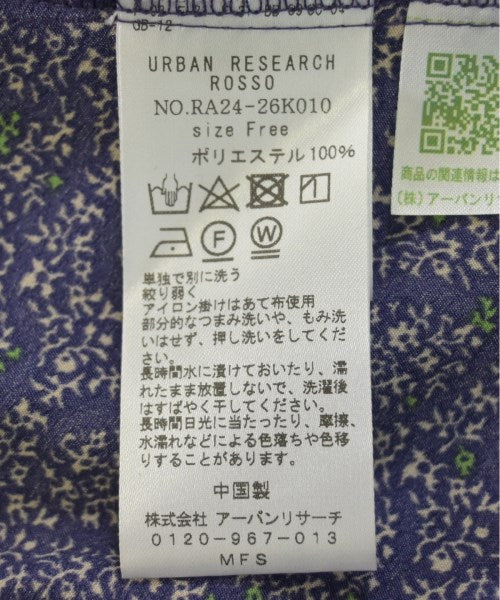 05-12
URBAN RESEARCH
ROSSO
NO.RA24-26K010
size Free
ポリエステル100%
F
W
単独で別に洗う
絞り弱く
アイロン掛けはあて布使用
部分的なつまみ洗いや、もみ洗
いはせず、押し洗いをしてくだ
さい。
長時間水に漬けておいたり、濡
れたまま放置しないで、洗濯後
はすばやく干してください。
長時間日光に当たったり、摩擦、
水濡れなどによる色落ちや色移
りすることがあります。
中国製
株式会社 アーバンリサーチ
0120-967-013
MFS
商品の関連情報は
(株) アーバンリサ